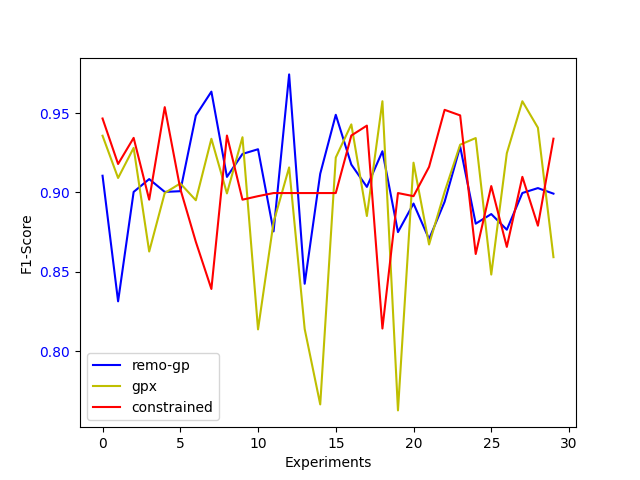 0.95
0.90
0.85
0.80
F1-Score
remo-gp
gpx
constrained
0 5 10 15 20 25 30
Experiments